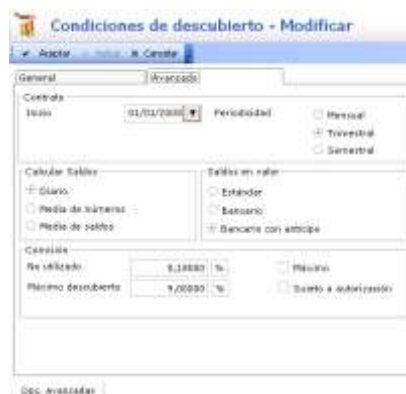 Condiciones de descubierto - Modificar
Aceptar Cancelar
General Avanzado
Contrato
Inicio 01/01/2008 Periodicidad Mensual
Trimestral
Semestral
Calcular Saldos Saldos en valor
Diario Estándar
Media de números Bancario
Media de saldos Bancario con anticipo
Comisión
No utilizado 0,10000 % Máximo
Máximo descubierto 9,00000 % Sujeto a autorización
Opc. Avanzadas